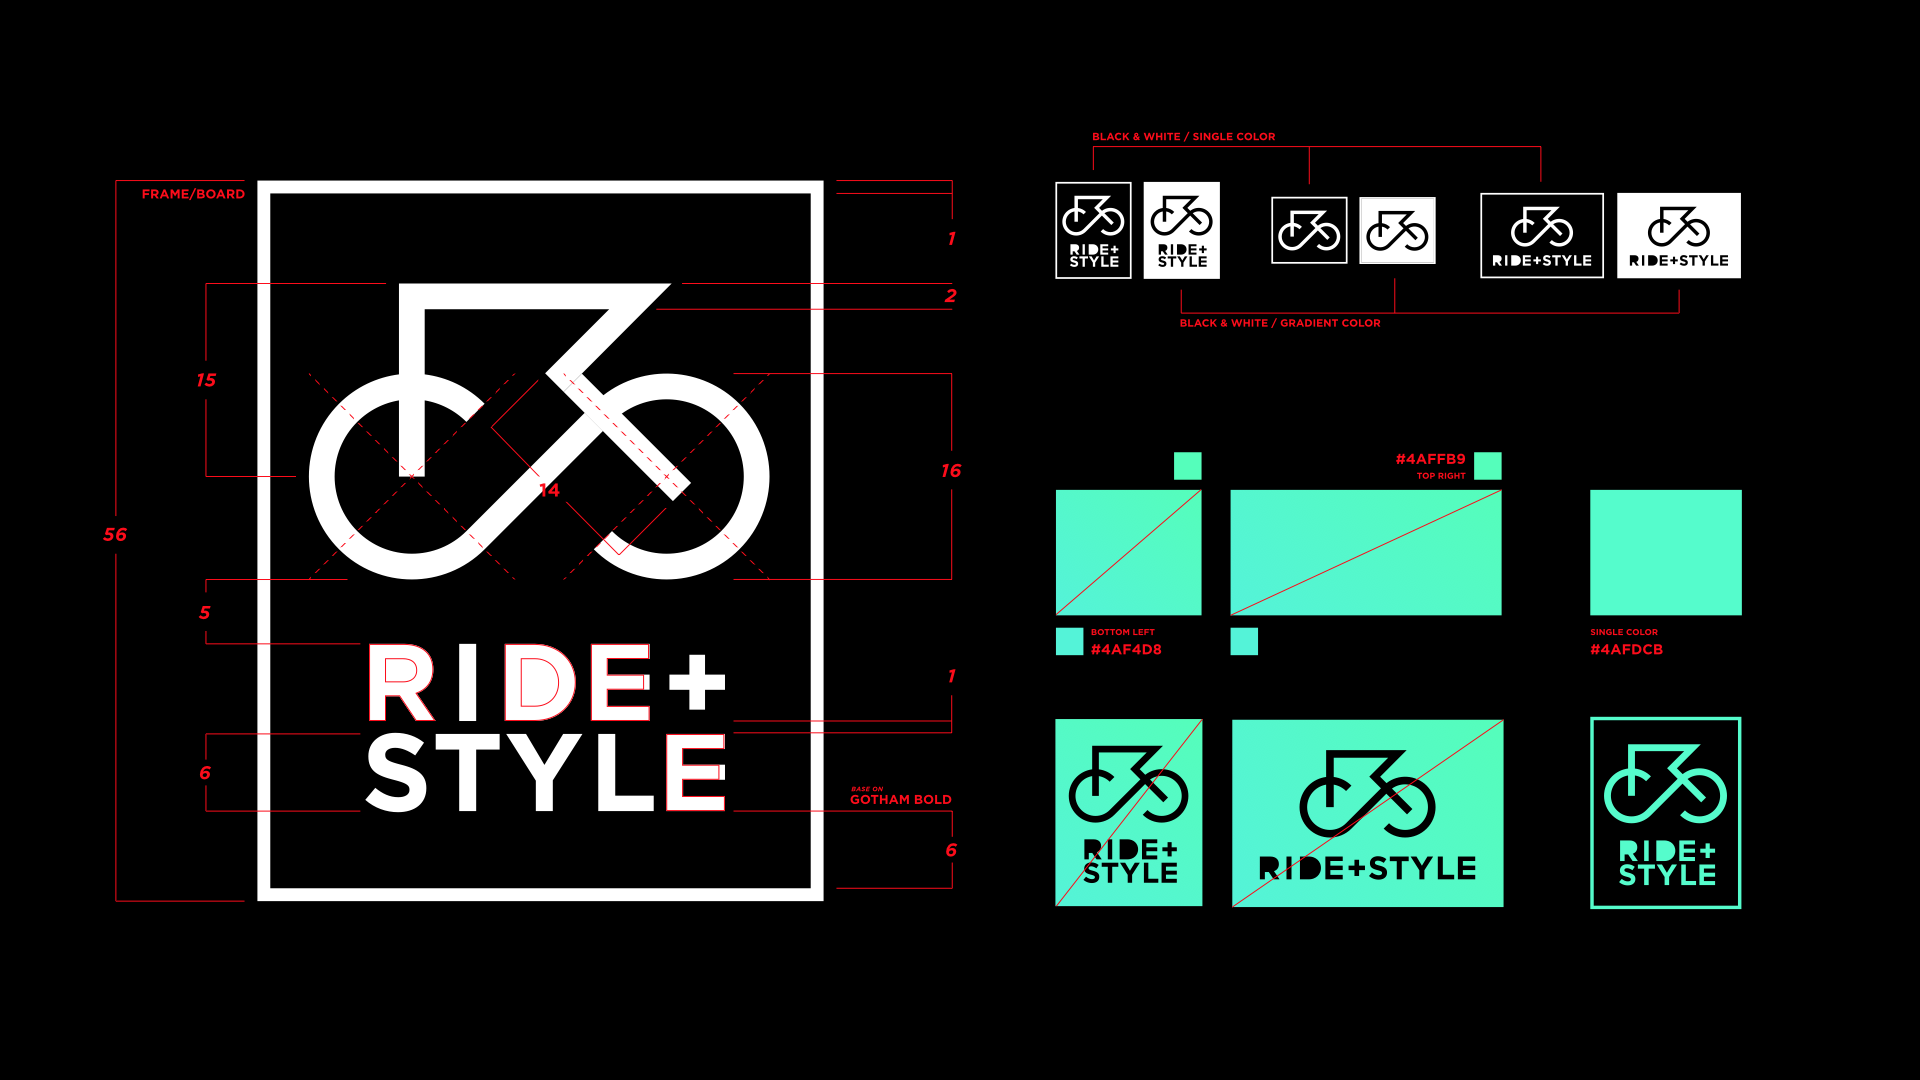 FRAME/BOARD
1
2
15
16
14
56
5
RIDE+
STYLE
1
6
BASE ON
GOTHAM BOLD
6
BLACK & WHITE / SINGLE COLOR
RIDE+
STYLE
RIDE+
STYLE
RIDE+STYLE
RIDE+STYLE
BLACK & WHITE / GRADIENT COLOR
#4AFFB9
TOP RIGHT
BOTTOM LEFT
#4AF4D8
SINGLE COLOR
#4AFDCB
RIDE+
STYLE
RIDE+STYLE
RIDE+
STYLE